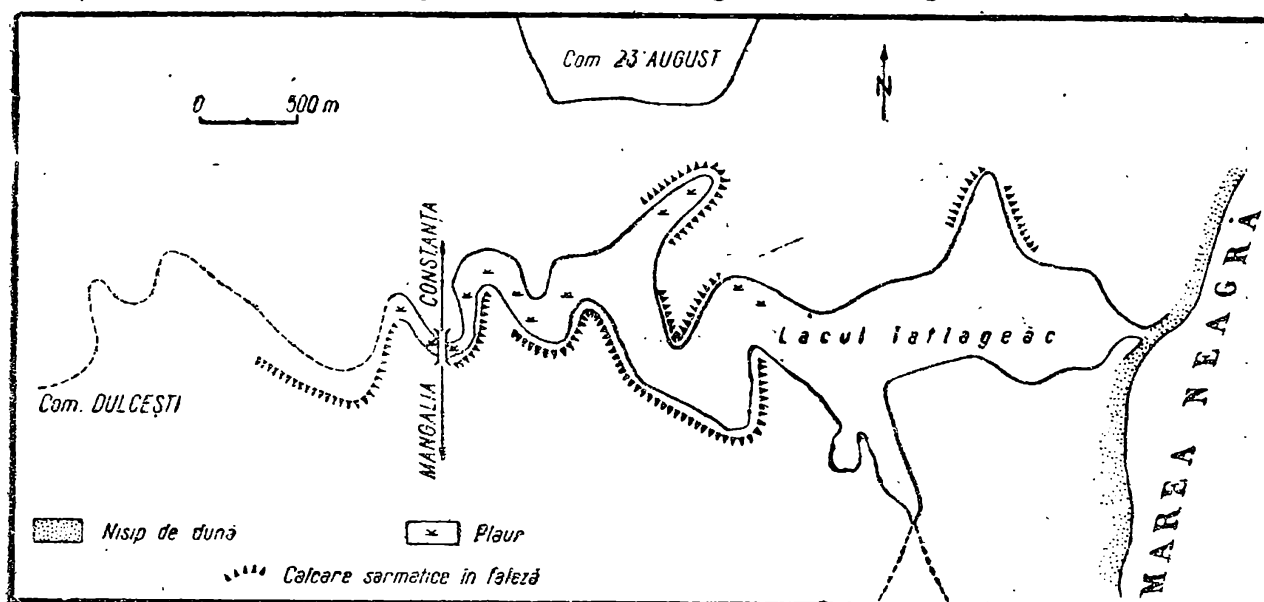 Com 23 AUGUST
N
0 500 m
CONSTANȚA
MANGALIA
Lacul Tatlageac
Com. DULCEȘTI
MAREA NEAGRĂ
Nisip de dună
Plaur
Calcare sarmatice în faleză